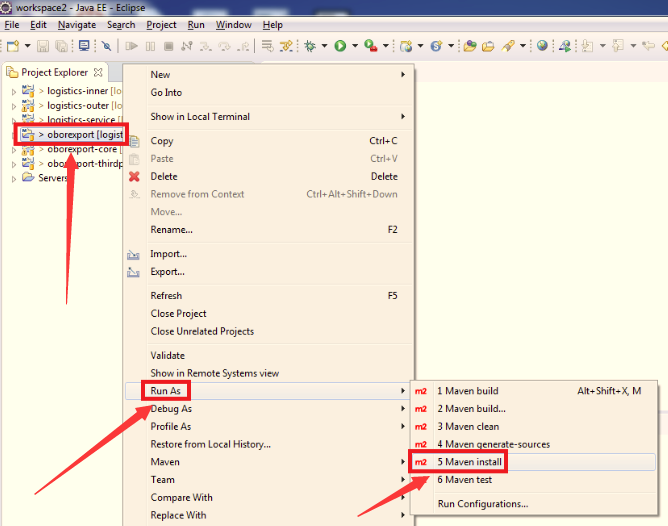 workspace2 - Java EE - Eclipse
File Edit Navigate Search Project Run Window Help
Project Explorer
> logistics-inner [lo
> logistics-outer [lo
> logistics-service [lo
> oborexport [logist
> oborexport-core [
> oborexport-thirdp
Servers
New
Go Into
Show in Local Terminal
Copy Ctrl+C
Paste Ctrl+V
Delete Delete
Remove from Context Ctrl+Alt+Shift+Down
Move...
Rename... F2
Import...
Export...
Refresh F5
Close Project
Close Unrelated Projects
Validate
Show in Remote Systems view
Run As
Debug As
Profile As
Restore from Local History...
Maven
Team
Compare With
Replace With
m2 1 Maven build Alt+Shift+X, M
m2 2 Maven build...
m2 3 Maven clean
m2 4 Maven generate-sources
m2 5 Maven install
m2 6 Maven test
Run Configurations...